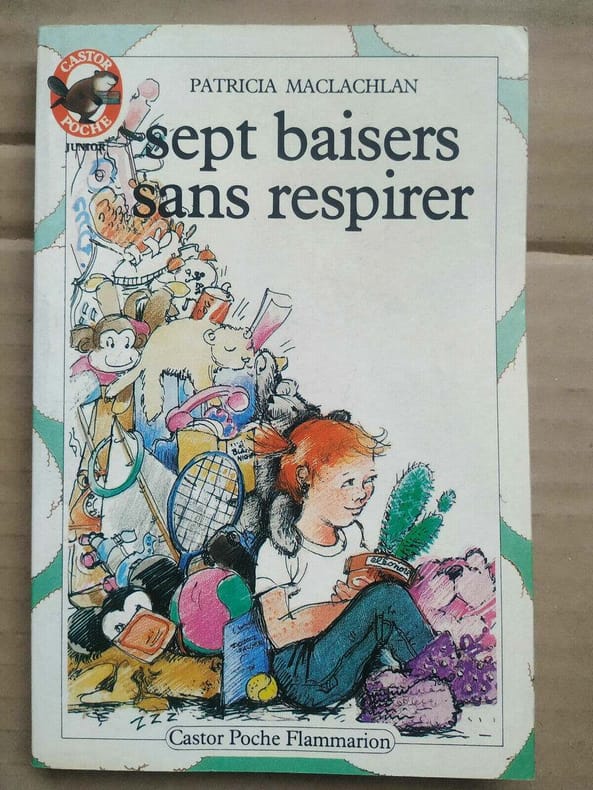 CASTOR
POCHE
JUNIOR
PATRICIA MACLACHLAN
sept baisers
sans respirer
Castor Poche Flammarion